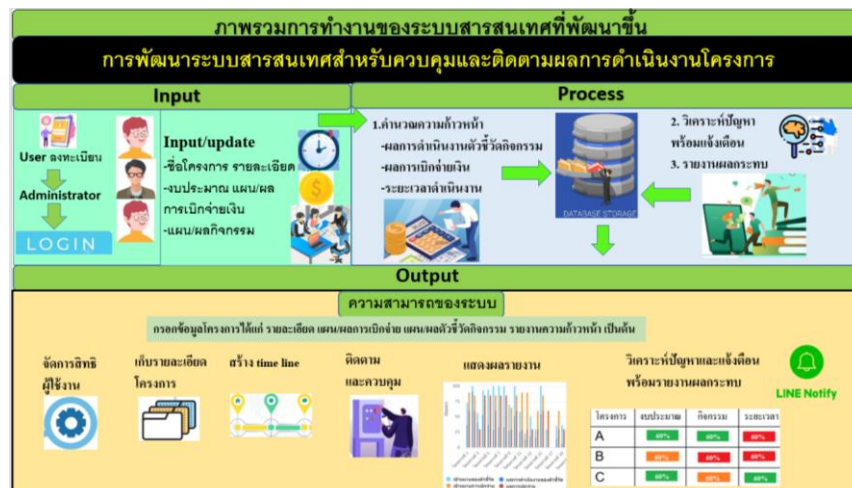 ภาพรวมการทำงานของระบบสารสนเทศที่พัฒนาขึ้น
การพัฒนาระบบสารสนเทศสำหรับควบคุมและติดตามผลการดำเนินงานโครงการ
Input
User ลงทะเบียน
Administrator
LOGIN
Input/update
-ชื่อโครงการ รายละเอียด
-งบประมาณ แผน/ผล
การเบิกจ่ายเงิน
-แผน/ผลกิจกรรม
Process
1.คำนวณความก้าวหน้า
-ผลการดำเนินงานตัวชี้วัดกิจกรรม
-ผลการเบิกจ่ายเงิน
-ระยะเวลาดำเนินงาน
DATABASE STORAGE
2. วิเคราะห์ปัญหา
พร้อมแจ้งเตือน
3. รายงานผลกระทบ
Output
ความสามารถของระบบ
กรอกข้อมูลโครงการได้แก่ รายละเอียด แผน/ผลการเบิกจ่าย แผน/ผลตัวชี้วัดกิจกรรม รายงานความก้าวหน้า เป็นต้น
จัดการสิทธิ
ผู้ใช้งาน
เก็บรายละเอียด
โครงการ
สร้าง time line
ติดตาม
และควบคุม
แสดงผลรายงาน
วิเคราะห์ปัญหาและแจ้งเตือน
พร้อมรายงานผลกระทบ
LINE Notify
โครงการ งบประมาณ กิจกรรม ระยะเวลา
A 60% 60% 60%
B 60% 60% 60%
C 60% 60% 60%